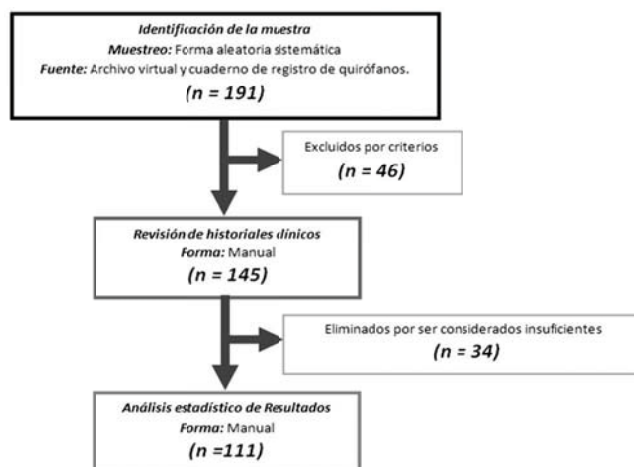 Identificación de la muestra
Muestreo: Forma aleatoria sistemática
Fuente: Archivo virtual y cuaderno de registro de quirófanos.
(n = 191)
Excluidos por criterios
(n = 46)
Revisión de historiales clínicos
Forma: Manual
(n = 145)
Eliminados por ser considerados insuficientes
(n = 34)
Análisis estadístico de Resultados
Forma: Manual
(n =111)